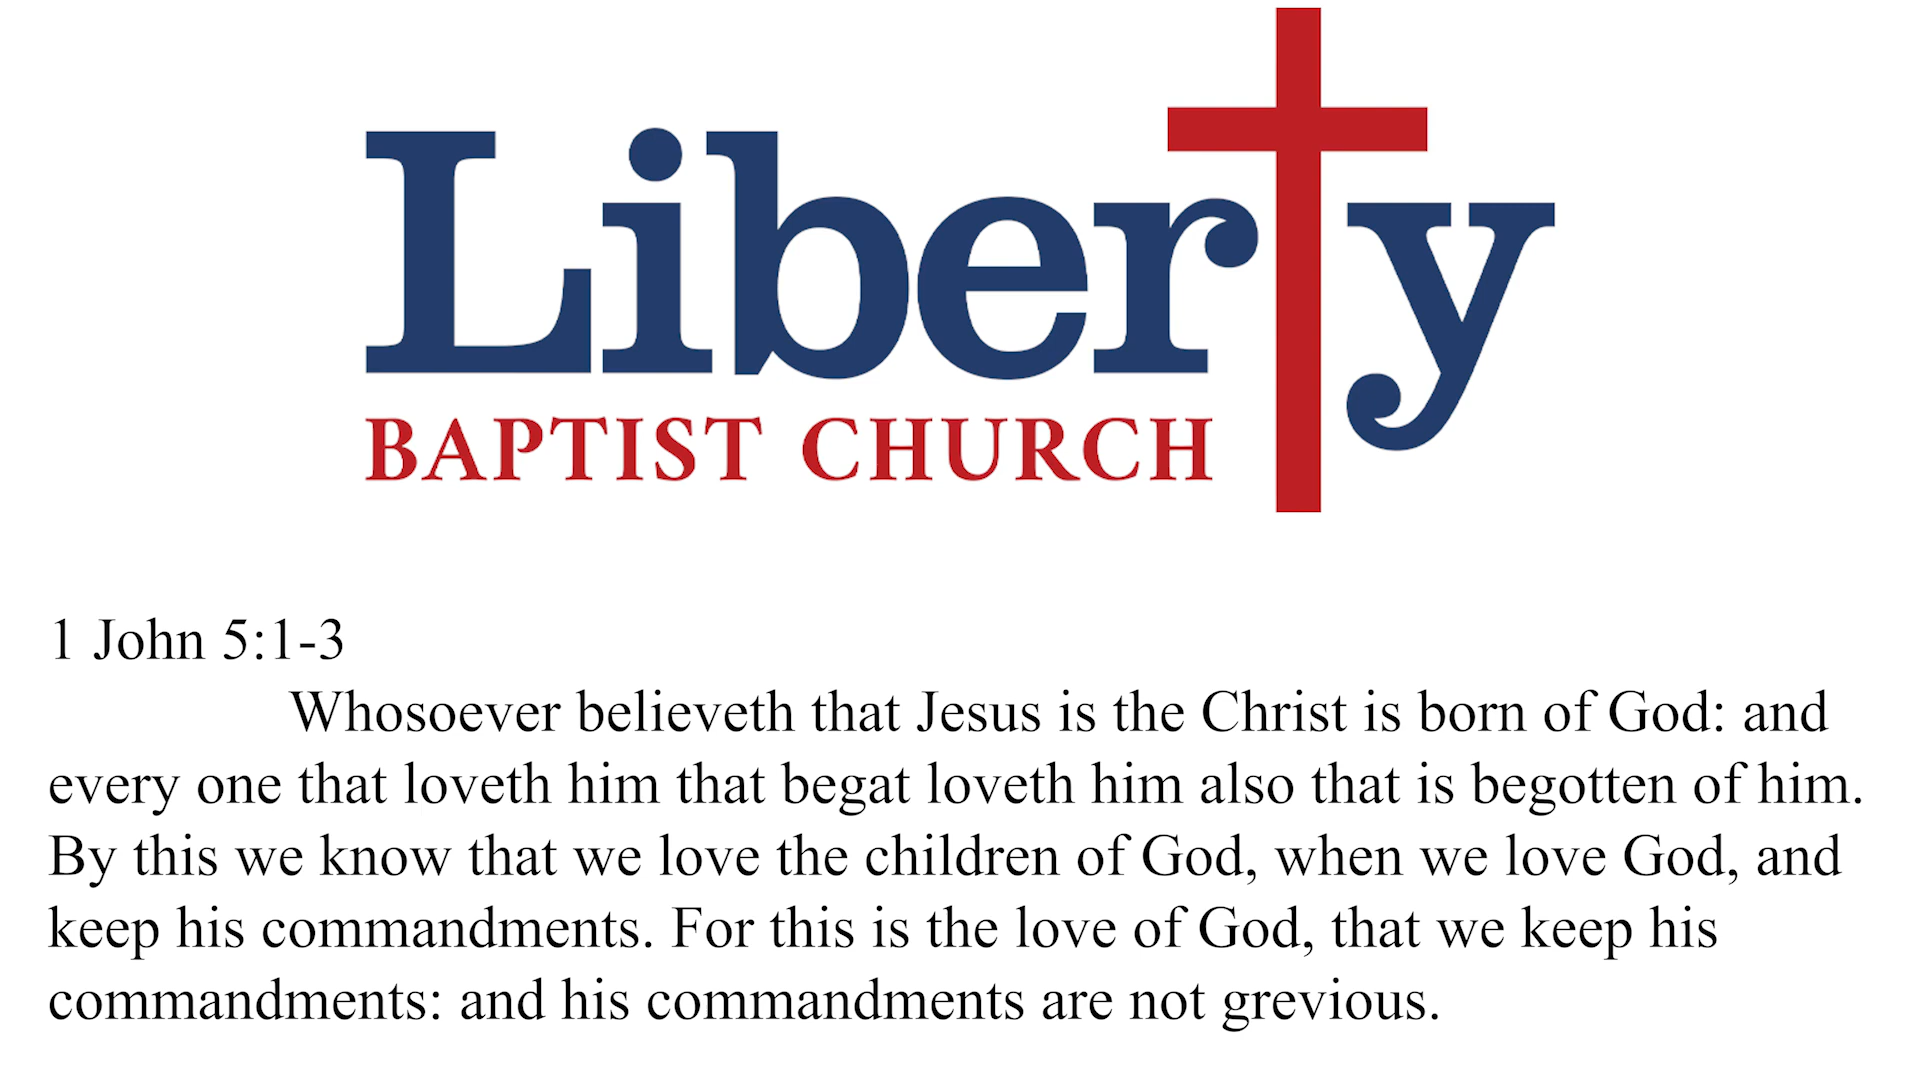 Liberty
BAPTIST CHURCH
1 John 5:1-3
Whosoever believeth that Jesus is the Christ is born of God: and
every one that loveth him that begat loveth him also that is begotten of him.
By this we know that we love the children of God, when we love God, and
keep his commandments. For this is the love of God, that we keep his
commandments: and his commandments are not grevious.